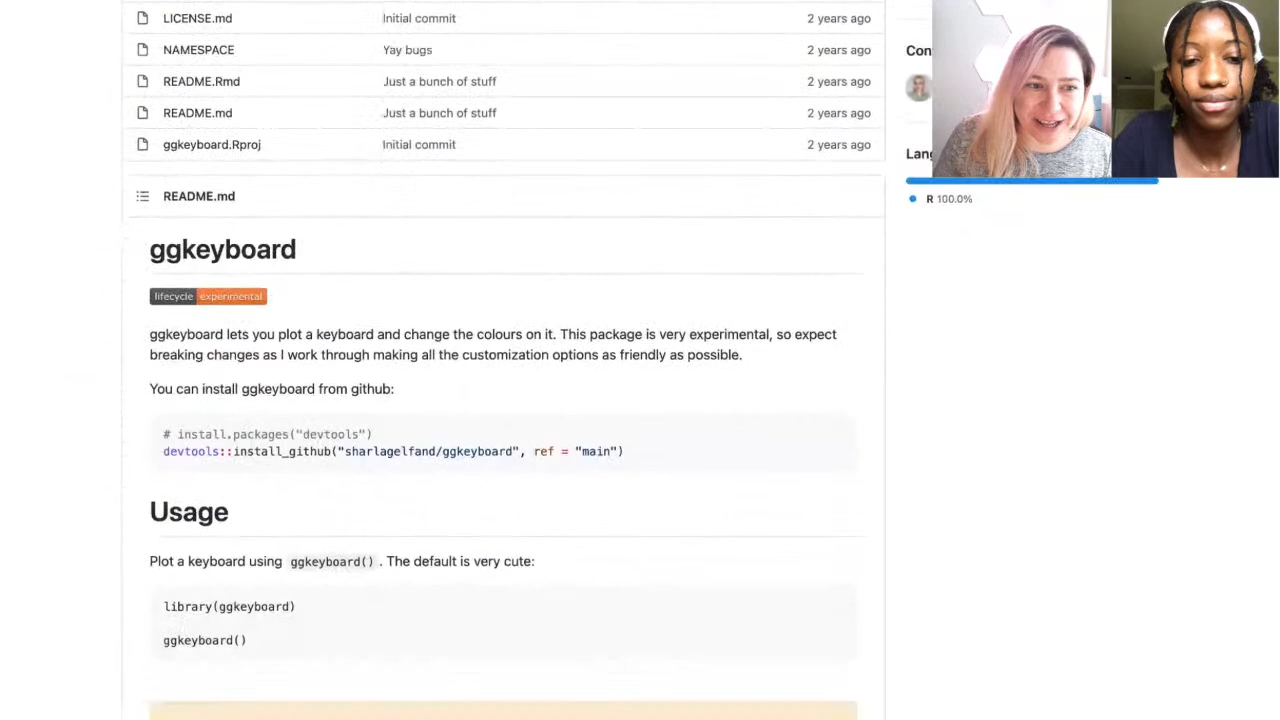 LICENSE.md Initial commit 2 years ago
NAMESPACE Yay bugs 2 years ago
README.Rmd Just a bunch of stuff 2 years ago
README.md Just a bunch of stuff 2 years ago
ggkeyboard.Rproj Initial commit 2 years ago
README.md
ggkeyboard
lifecycle experimental
ggkeyboard lets you plot a keyboard and change the colours on it. This package is very experimental, so expect
breaking changes as I work through making all the customization options as friendly as possible.
You can install ggkeyboard from github:
# install.packages("devtools")
devtools::install_github("sharlagelfand/ggkeyboard", ref = "main")
Usage
Plot a keyboard using ggkeyboard() . The default is very cute:
library(ggkeyboard)
ggkeyboard()
R 100.0%